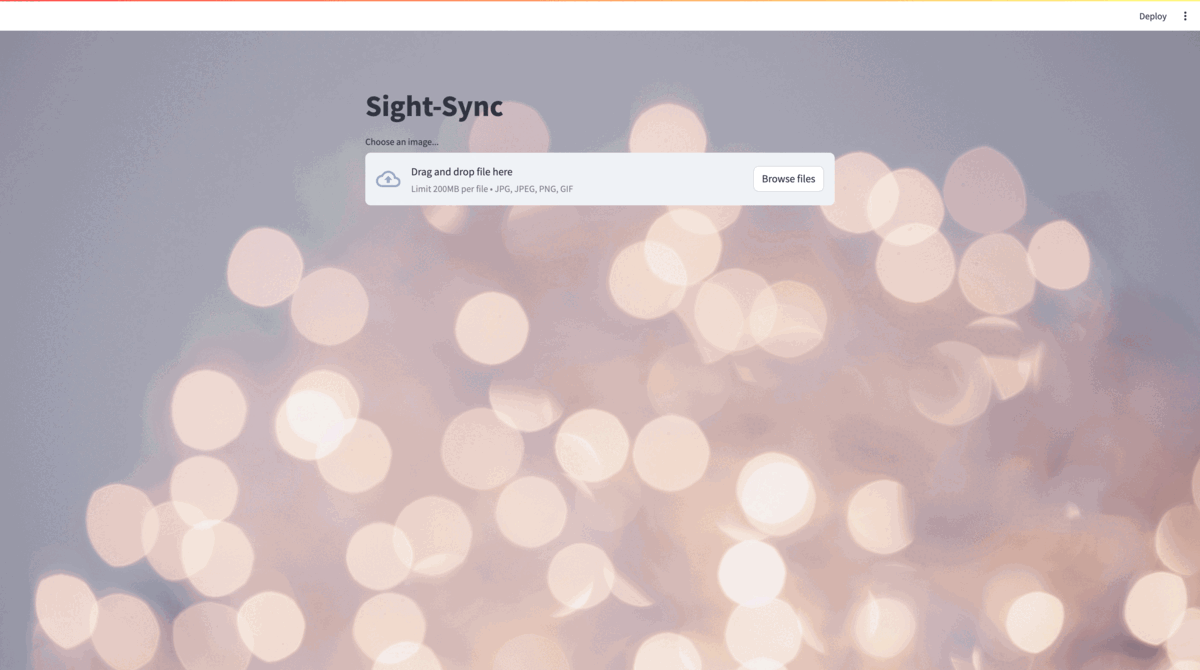 Deploy
Sight-Sync
Choose an image...
Drag and drop file here
Limit 200MB per file • JPG, JPEG, PNG, GIF
Browse files